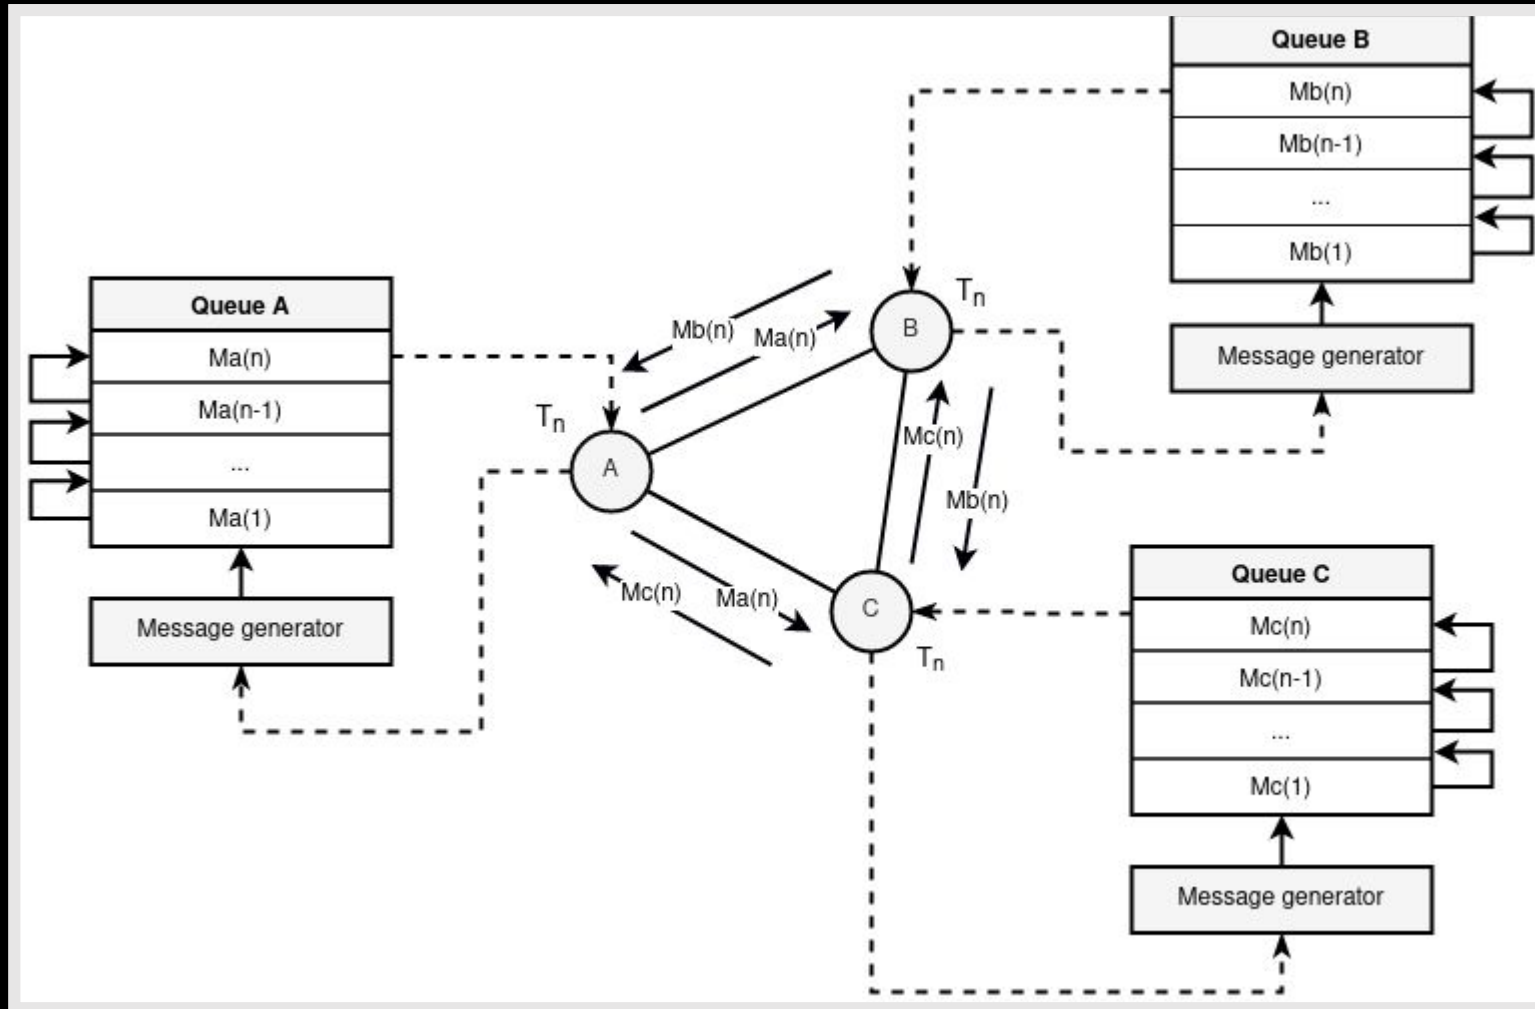 Queue B
Mb(n)
Mb(n-1)
...
Mb(1)
Message generator
Queue A
Ma(n)
Ma(n-1)
...
Ma(1)
Message generator
Mb(n)
Ma(n)
B
Tn
Tn
A
Mc(n)
Mb(n)
Mc(n)
Ma(n)
C
Tn
Queue C
Mc(n)
Mc(n-1)
...
Mc(1)
Message generator